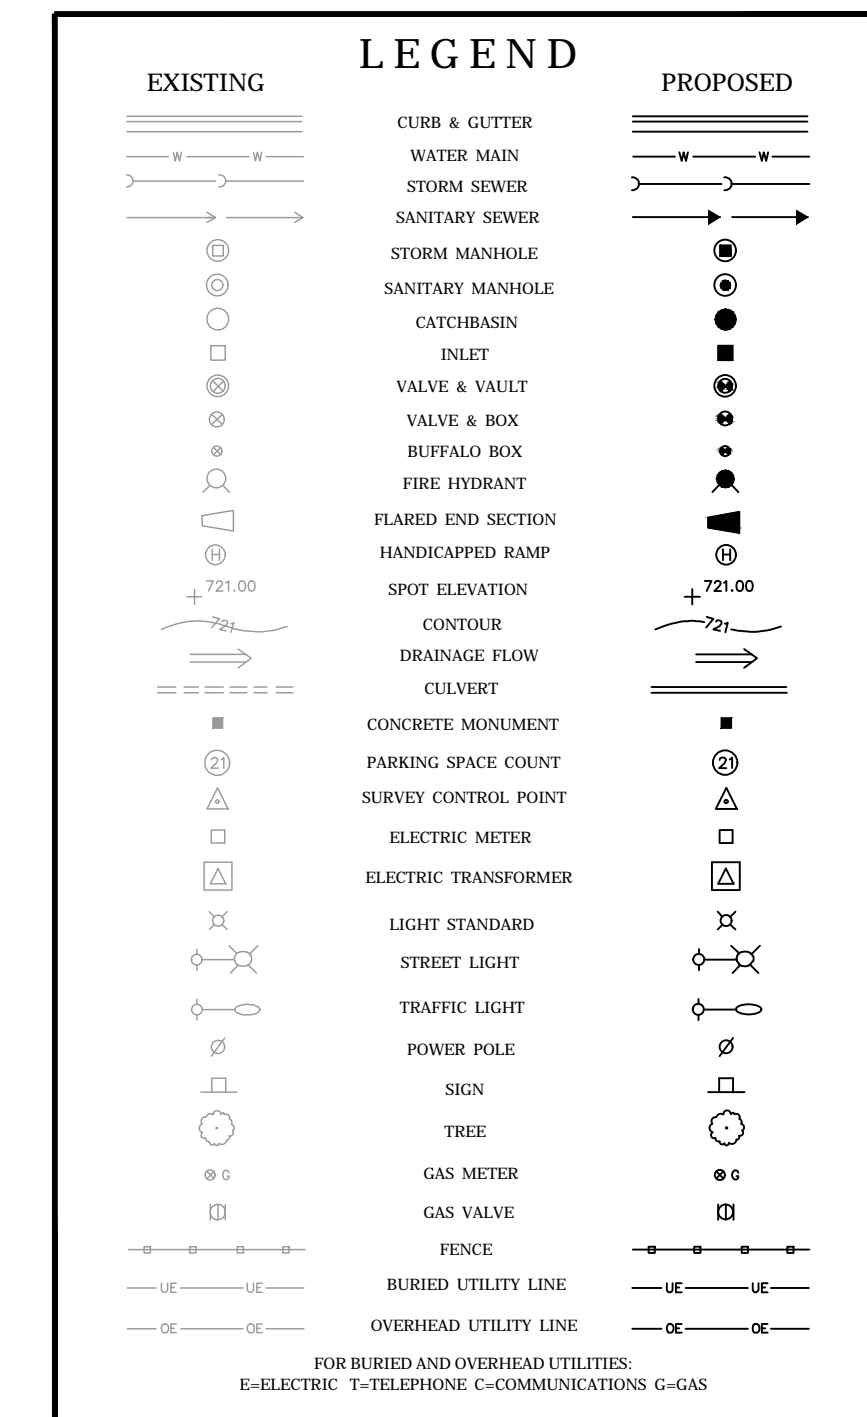 LEGEND
EXISTING PROPOSED
CURB & GUTTER
W W WATER MAIN W W
STORM SEWER
SANITARY SEWER
STORM MANHOLE
SANITARY MANHOLE
CATCHBASIN
INLET
VALVE & VAULT
VALVE & BOX
BUFFALO BOX
FIRE HYDRANT
FLARED END SECTION
H HANDICAPPED RAMP H
721.00 SPOT ELEVATION 721.00
721 CONTOUR 721
DRAINAGE FLOW
CULVERT
CONCRETE MONUMENT
21 PARKING SPACE COUNT 21
SURVEY CONTROL POINT
ELECTRIC METER
ELECTRIC TRANSFORMER
LIGHT STANDARD
STREET LIGHT
TRAFFIC LIGHT
POWER POLE
SIGN
TREE
G GAS METER G
GAS VALVE
FENCE
UE UE BURIED UTILITY LINE UE UE
OE OE OVERHEAD UTILITY LINE OE OE
FOR BURIED AND OVERHEAD UTILITIES:
E=ELECTRIC T=TELEPHONE C=COMMUNICATIONS G=GAS